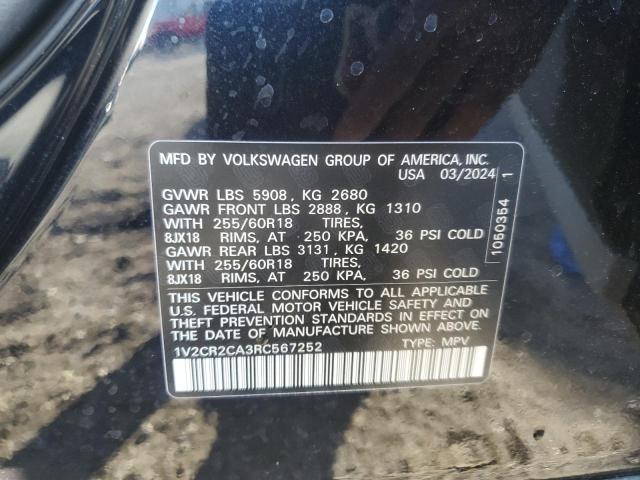 MFD BY VOLKSWAGEN GROUP OF AMERICA, INC.
USA 03/2024
GVWR LBS 5908, KG 2680
GAWR FRONT LBS 2888, KG 1310
WITH 255/60R18 TIRES,
8JX18 RIMS, AT 250 KPA, 36 PSI COLD
GAWR REAR LBS 3131, KG 1420
WITH 255/60R18 TIRES,
8JX18 RIMS, AT 250 KPA, 36 PSI COLD
THIS VEHICLE CONFORMS TO ALL APPLICABLE
U.S. FEDERAL MOTOR VEHICLE SAFETY AND
THEFT PREVENTION STANDARDS IN EFFECT ON
THE DATE OF MANUFACTURE SHOWN ABOVE.
1V2CR2CA3RC567252 TYPE: MPV
1050354 1